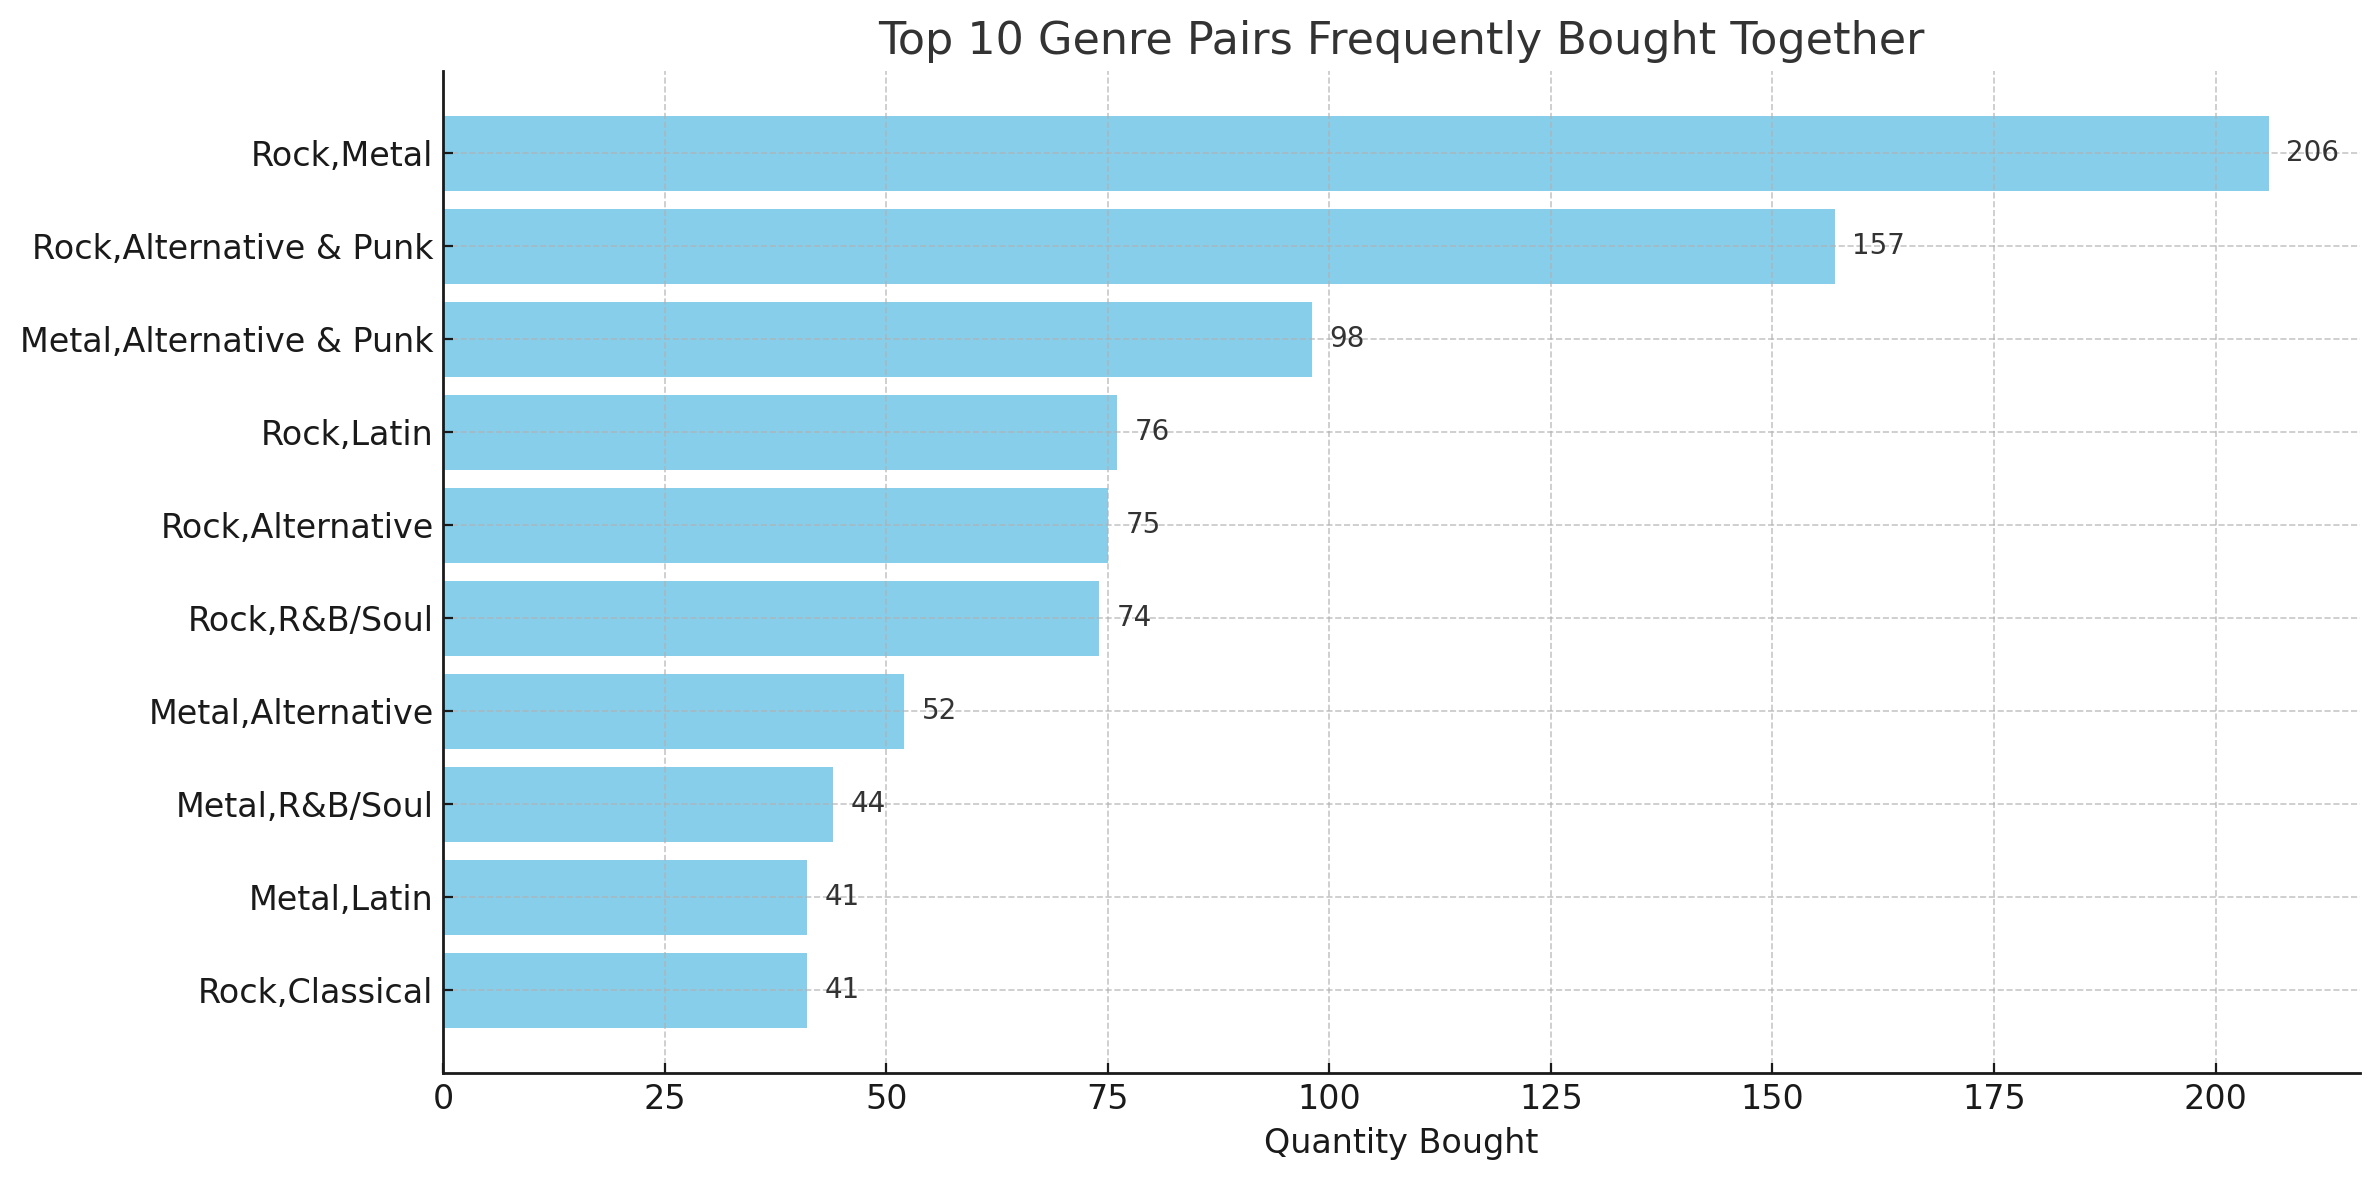 Top 10 Genre Pairs Frequently Bought Together
Rock,Metal 206
Rock,Alternative & Punk 157
Metal,Alternative & Punk 98
Rock,Latin 76
Rock,Alternative 75
Rock,R&B/Soul 74
Metal,Alternative 52
Metal,R&B/Soul 44
Metal,Latin 41
Rock,Classical 41
0 25 50 75 100 125 150 175 200
Quantity Bought